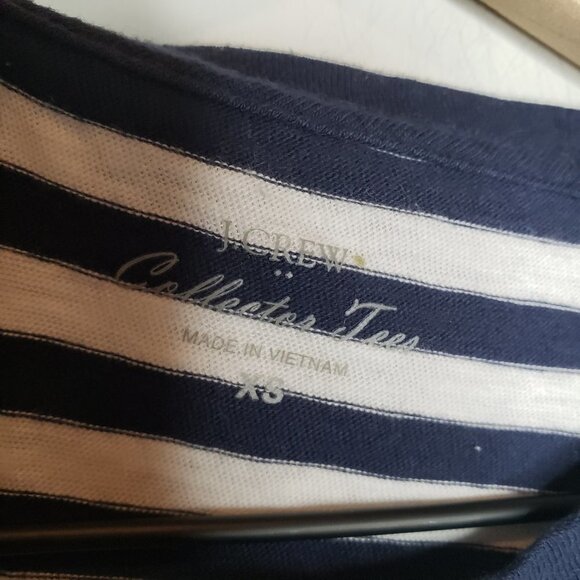 J.CREW
Collector Tees
MADE IN VIETNAM
XS